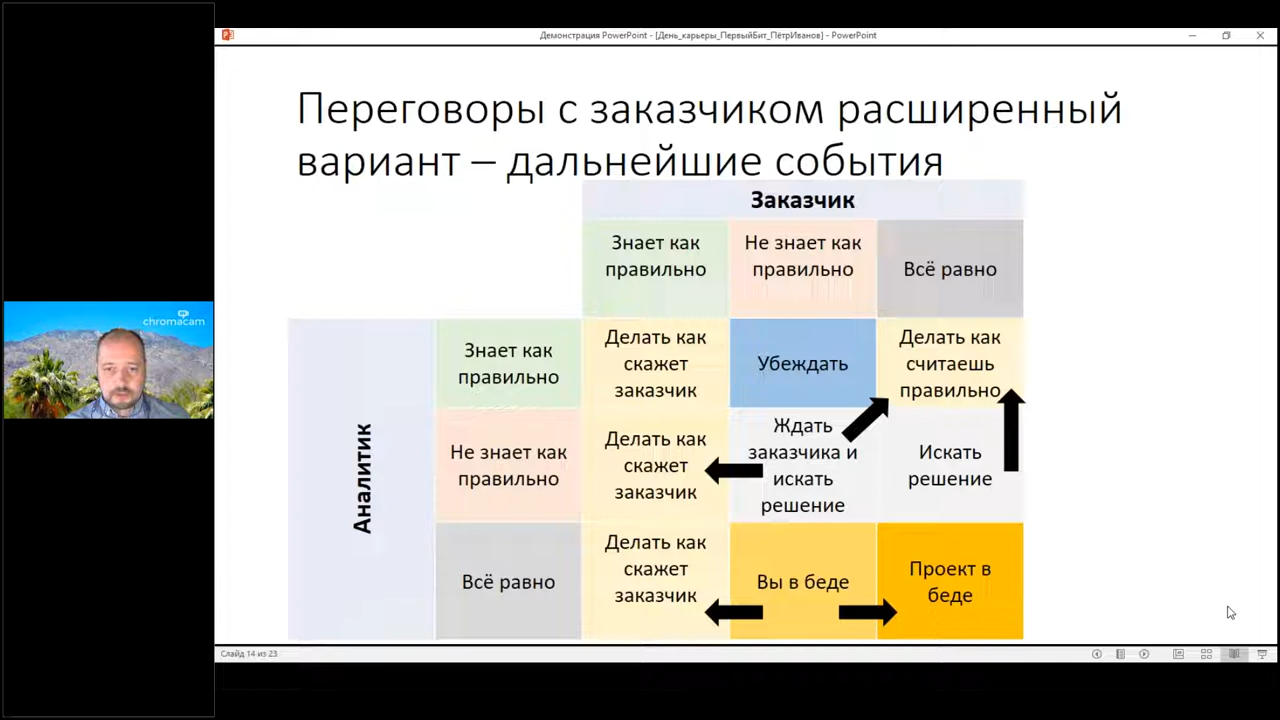 Демонстрация PowerPoint - [День_карьеры_ПервыйБит_ПётрИванов] - PowerPoint
Переговоры с заказчиком расширенный
вариант – дальнейшие события
Заказчик
Знает как
правильно
Не знает как
правильно
Всё равно
Аналитик
Знает как
правильно
Делать как
скажет
заказчик
Убеждать
Делать как
считаешь
правильно
Не знает как
правильно
Делать как
скажет
заказчик
Ждать
заказчика и
искать
решение
Искать
решение
Всё равно
Делать как
скажет
заказчик
Вы в беде
Проект в
беде
chromacam
Слайд 14 из 23